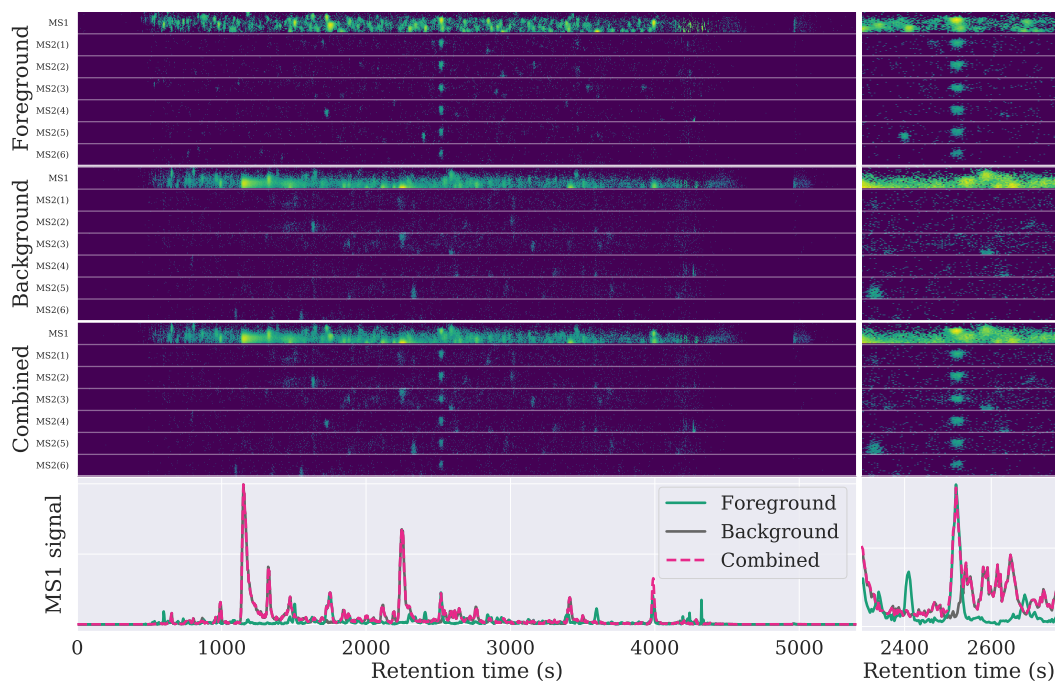 Foreground
MS1
MS2(1)
MS2(2)
MS2(3)
MS2(4)
MS2(5)
MS2(6)
Background
MS1
MS2(1)
MS2(2)
MS2(3)
MS2(4)
MS2(5)
MS2(6)
Combined
MS1
MS2(1)
MS2(2)
MS2(3)
MS2(4)
MS2(5)
MS2(6)
MS1 signal
Foreground
Background
Combined
0 1000 2000 3000 4000 5000
Retention time (s)
2400 2600
Retention time (s)